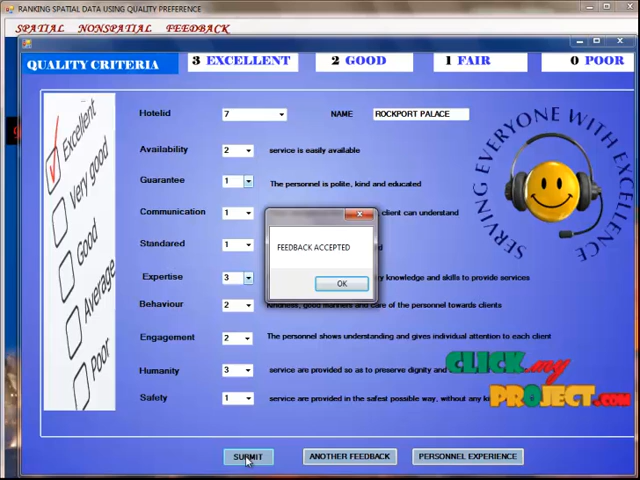 RANKING SPATIAL DATA USING QUALITY PREFERENCE
SPATIAL NONSPATIAL FEEDBACK
QUALITY CRITERIA 3 EXCELLENT 2 GOOD 1 FAIR 0 POOR
Hotelid 7 NAME ROCKPORT PALACE
Availability 2 service is easily available
Guarantee 1 The personnel is polite, kind and educated
Communication 1 client can understand
Standared 1
Expertise 3 knowledge and skills to provide services
Behaviour 2 Kindness, good manners and care of the personnel towards clients
Engagement 2 The personnel shows understanding and gives individual attention to each client
Humanity 3 service are provided so as to preserve dignity and
Safety 1 service are provided in the safest possible way, without any
SUBMIT ANOTHER FEEDBACK PERSONNEL EXPERIENCE
FEEDBACK ACCEPTED
OK
Excellent
Very good
Good
Average
Poor
SERVING EVERYONE WITH EXCELLENCE
CLICK my
PROJECT.COM